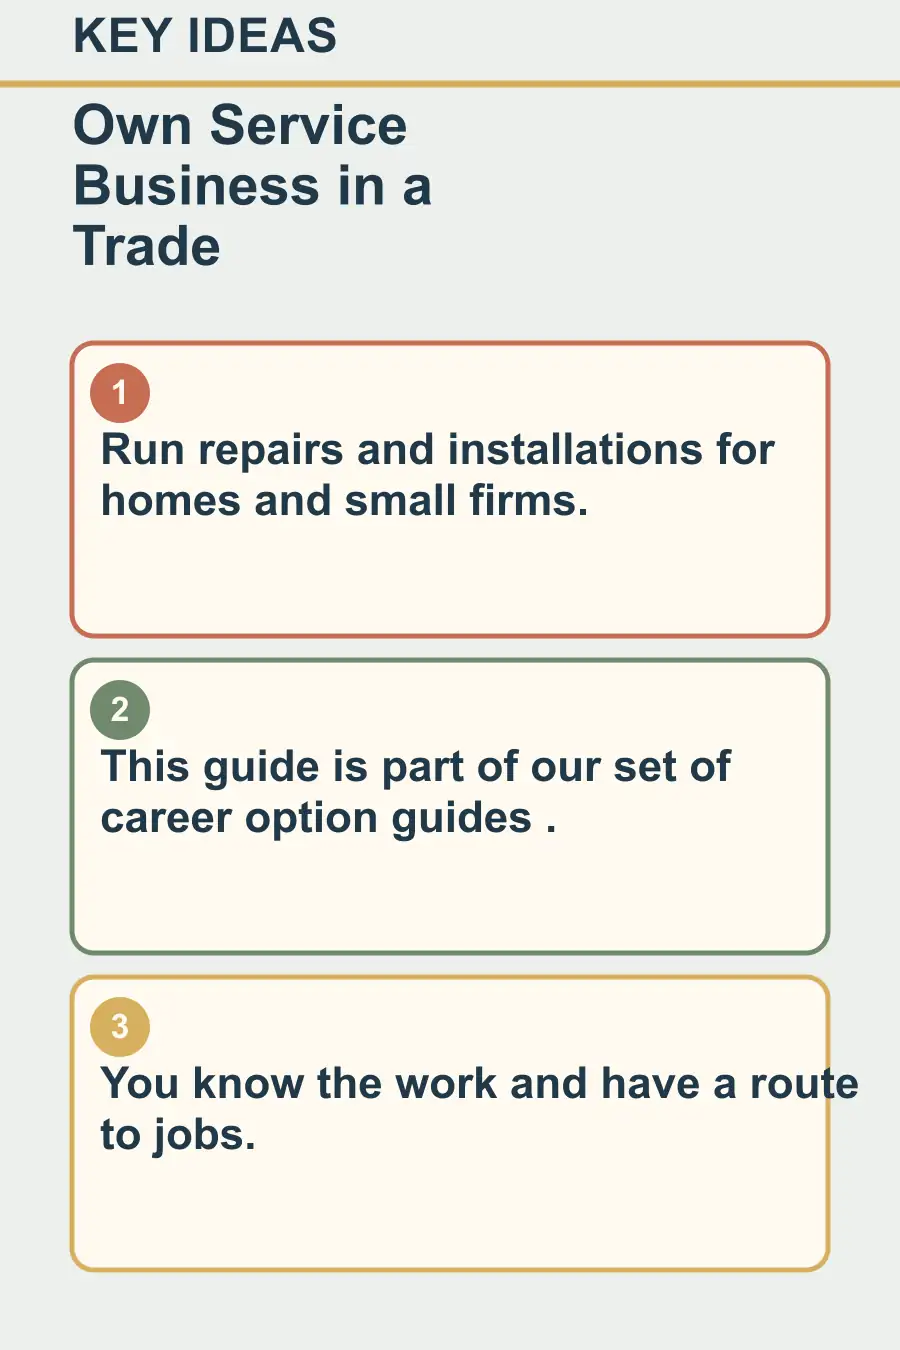 KEY IDEAS
Own Service
Business in a
Trade
1
Run repairs and installations for
homes and small firms.
2
This guide is part of our set of
career option guides .
3
You know the work and have a route
to jobs.